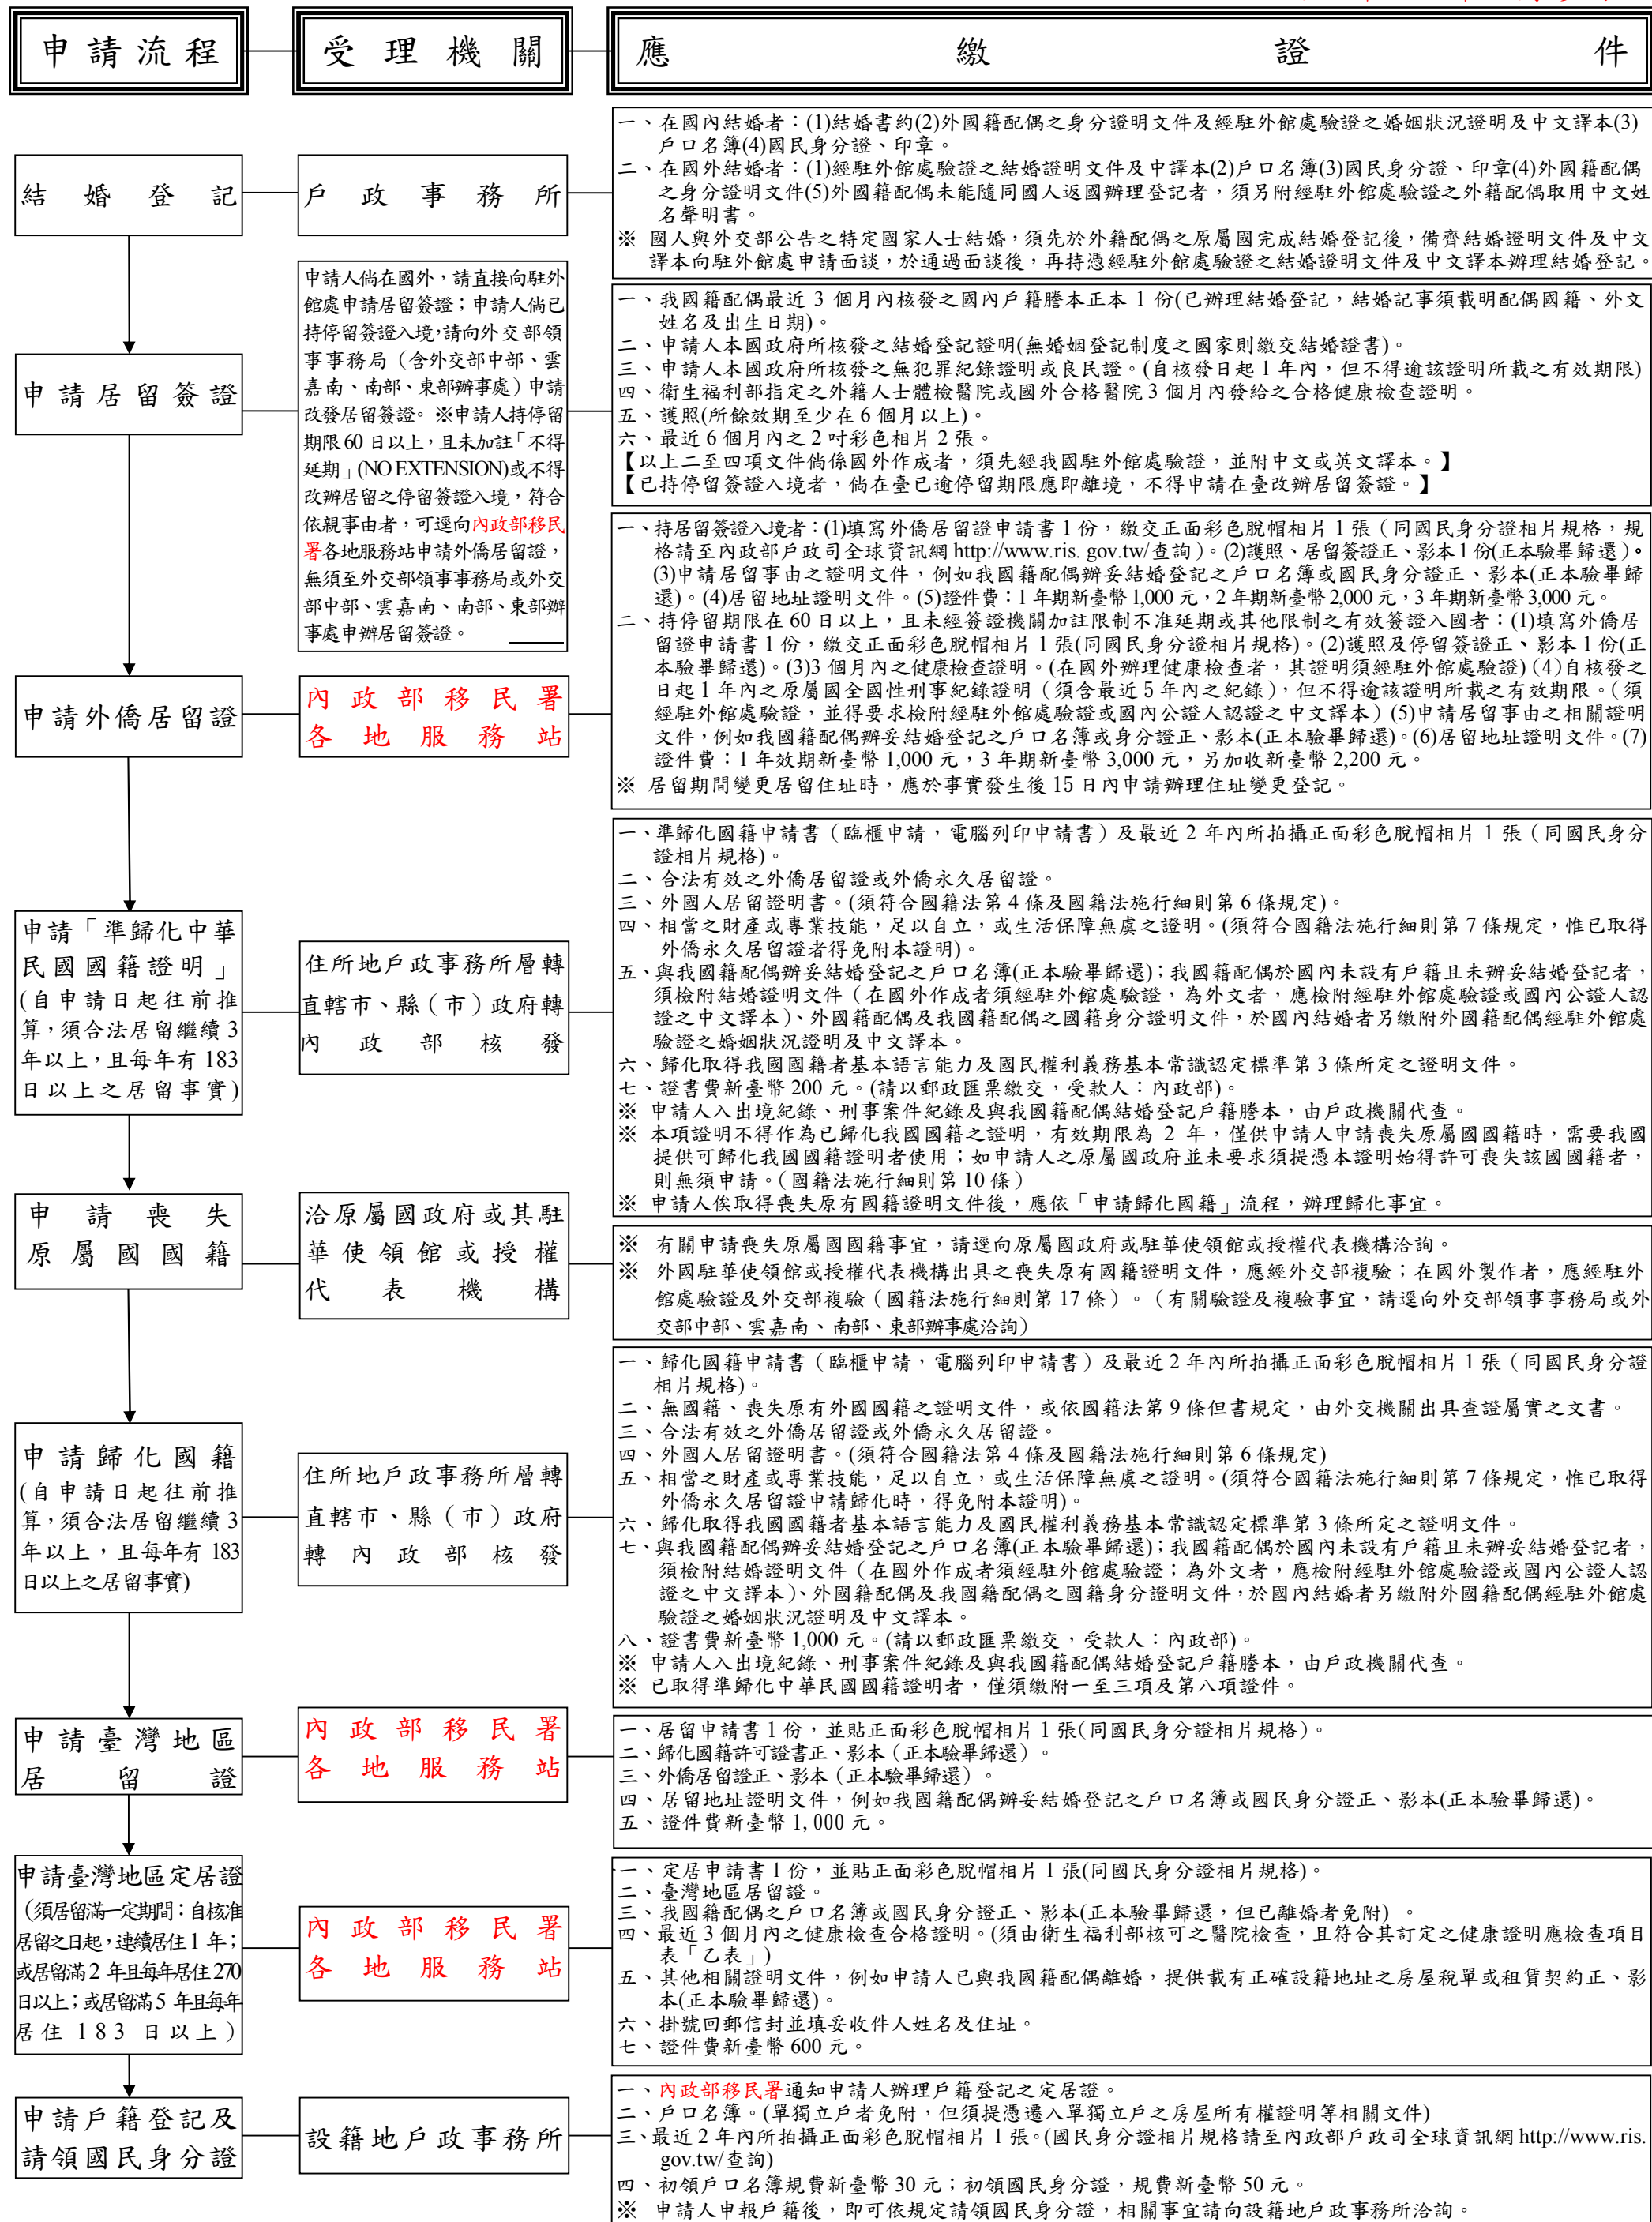 申請流程
受理機關
應繳證件
結婚登記
戶政事務所
一、在國內結婚者：(1)結婚書約(2)外國籍配偶之身分證明文件及經駐外館處驗證之婚姻狀況證明及中文譯本(3)
戶口名簿(4)國民身分證、印章。
二、在國外結婚者：(1)經駐外館處驗證之結婚證明文件及中譯本(2)戶口名簿(3)國民身分證、印章(4)外國籍配偶
之身分證明文件(5)外國籍配偶未能隨同國人返國辦理登記者，須另附經駐外館處驗證之外籍配偶取用中文姓
名聲明書。
※ 國人與外交部公告之特定國家人士結婚，須先於外籍配偶之原屬國完成結婚登記後，備齊結婚證明文件及中文
譯本向駐外館處申請面談，於通過面談後，再持憑經駐外館處驗證之結婚證明文件及中文譯本辦理結婚登記。
申請居留簽證
申請人倘在國外，請直接向駐外
館處申請居留簽證；申請人倘已
持停留簽證入境，請向外交部領
事事務局（含外交部中部、雲
嘉南、南部、東部辦事處）申請
改發居留簽證。※申請人持停留
期限60日以上，且未加註「不得
延期」(NO EXTENSION)或不得
改辦居留之停留簽證入境，符合
依親事由者，可逕向內政部移民
署各地服務站申請外僑居留證，
無須至外交部領事事務局或外交
部中部、雲嘉南、南部、東部辦
事處申辦居留簽證。
一、我國籍配偶最近 3 個月內核發之國內戶籍謄本正本 1 份(已辦理結婚登記，結婚記事須載明配偶國籍、外文
姓名及出生日期)。
二、申請人本國政府所核發之結婚登記證明(無婚姻登記制度之國家則繳交結婚證書)。
三、申請人本國政府所核發之無犯罪紀錄證明或良民證。(自核發日起 1 年內，但不得逾該證明所載之有效期限)
四、衛生福利部指定之外籍人士體檢醫院或國外合格醫院 3 個月內發給之合格健康檢查證明。
五、護照(所餘效期至少在 6 個月以上)。
六、最近 6 個月內之 2 吋彩色相片 2 張。
【以上二至四項文件倘係國外作成者，須先經我國駐外館處驗證，並附中文或英文譯本。】
【已持停留簽證入境者，倘在臺已逾停留期限應即離境，不得申請在臺改辦居留簽證。】
申請外僑居留證
內政部移民署
各地服務站
一、持居留簽證入境者：(1)填寫外僑居留證申請書 1 份，繳交正面彩色脫帽相片 1 張（同國民身分證相片規格，規
格請至內政部戶政司全球資訊網 http://www.ris. gov.tw/查詢）。(2)護照、居留簽證正、影本 1 份(正本驗畢歸還）。
(3)申請居留事由之證明文件，例如我國籍配偶辦妥結婚登記之戶口名簿或國民身分證正、影本(正本驗畢歸
還)。(4)居留地址證明文件。(5)證件費：1 年期新臺幣 1,000 元，2 年期新臺幣 2,000 元，3 年期新臺幣 3,000 元。
二、持停留期限在 60 日以上，且未經簽證機關加註限制不准延期或其他限制之有效簽證入國者：(1)填寫外僑居
留證申請書 1 份，繳交正面彩色脫帽相片 1 張(同國民身分證相片規格)。(2)護照及停留簽證正、影本 1 份(正
本驗畢歸還)。(3)3 個月內之健康檢查證明。(在國外辦理健康檢查者，其證明須經駐外館處驗證)(4)自核發之
日起 1 年內之原屬國全國性刑事紀錄證明（須含最近 5 年內之紀錄），但不得逾該證明所載之有效期限。(須
經駐外館處驗證，並得要求檢附經駐外館處驗證或國內公證人認證之中文譯本）(5)申請居留事由之相關證明
文件，例如我國籍配偶辦妥結婚登記之戶口名簿或身分證正、影本(正本驗畢歸還)。(6)居留地址證明文件。(7)
證件費：1 年效期新臺幣 1,000 元，3 年期新臺幣 3,000 元，另加收新臺幣 2,200 元。
※ 居留期間變更居留住址時，應於事實發生後 15 日內申請辦理住址變更登記。
申請「準歸化中華
民國國籍證明」
(自申請日起往前推
算，須合法居留繼續 3
年以上，且每年有 183
日以上之居留事實)
住所地戶政事務所層轉
直轄市、縣（市）政府轉
內政部核發
一、準歸化國籍申請書（臨櫃申請，電腦列印申請書）及最近 2 年內所拍攝正面彩色脫帽相片 1 張（同國民身分
證相片規格)。
二、合法有效之外僑居留證或外僑永久居留證。
三、外國人居留證明書。(須符合國籍法第 4 條及國籍法施行細則第 6 條規定)。
四、相當之財產或專業技能，足以自立，或生活保障無虞之證明。(須符合國籍法施行細則第 7 條規定，惟已取得
外僑永久居留證者得免附本證明)。
五、與我國籍配偶辦妥結婚登記之戶口名簿(正本驗畢歸還)；我國籍配偶於國內未設有戶籍且未辦妥結婚登記者，
須檢附結婚證明文件（在國外作成者須經駐外館處驗證，為外文者，應檢附經駐外館處驗證或國內公證人認
證之中文譯本）、外國籍配偶及我國籍配偶之國籍身分證明文件，於國內結婚者另繳附外國籍配偶經駐外館處
驗證之婚姻狀況證明及中文譯本。
六、歸化取得我國國籍者基本語言能力及國民權利義務基本常識認定標準第 3 條所定之證明文件。
七、證書費新臺幣 200 元。(請以郵政匯票繳交，受款人：內政部)。
※ 申請人入出境紀錄、刑事案件紀錄及與我國籍配偶結婚登記戶籍謄本，由戶政機關代查。
※ 本項證明不得作為已歸化我國國籍之證明，有效期限為 2 年，僅供申請人申請喪失原屬國國籍時，需要我國
提供可歸化我國國籍證明者使用；如申請人之原屬國政府並未要求須提憑本證明始得許可喪失該國國籍者，
則無須申請。(國籍法施行細則第 10 條）
※ 申請人俟取得喪失原有國籍證明文件後，應依「申請歸化國籍」流程，辦理歸化事宜。
申請喪失
原屬國國籍
洽原屬國政府或其駐
華使領館或授權
代表機構
※ 有關申請喪失原屬國國籍事宜，請逕向原屬國政府或駐華使領館或授權代表機構洽詢。
※ 外國駐華使領館或授權代表機構出具之喪失原有國籍證明文件，應經外交部複驗；在國外製作者，應經駐外
館處驗證及外交部複驗（國籍法施行細則第 17 條）。（有關驗證及複驗事宜，請逕向外交部領事事務局或外
交部中部、雲嘉南、南部、東部辦事處洽詢）
申請歸化國籍
(自申請日起往前推
算，須合法居留繼續 3
年以上，且每年有 183
日以上之居留事實)
住所地戶政事務所層轉
直轄市、縣（市）政府
轉內政部核發
一、歸化國籍申請書（臨櫃申請，電腦列印申請書）及最近 2 年內所拍攝正面彩色脫帽相片 1 張（同國民身分證
相片規格)。
二、無國籍、喪失原有外國國籍之證明文件，或依國籍法第 9 條但書規定，由外交機關出具查證屬實之文書。
三、合法有效之外僑居留證或外僑永久居留證。
四、外國人居留證明書。(須符合國籍法第 4 條及國籍法施行細則第 6 條規定)
五、相當之財產或專業技能，足以自立，或生活保障無虞之證明。(須符合國籍法施行細則第 7 條規定，惟已取得
外僑永久居留證申請歸化時，得免附本證明)。
六、歸化取得我國國籍者基本語言能力及國民權利義務基本常識認定標準第 3 條所定之證明文件。
七、與我國籍配偶辦妥結婚登記之戶口名簿(正本驗畢歸還)；我國籍配偶於國內未設有戶籍且未辦妥結婚登記者，
須檢附結婚證明文件（在國外作成者須經駐外館處驗證；為外文者，應檢附經駐外館處驗證或國內公證人認
證之中文譯本）、外國籍配偶及我國籍配偶之國籍身分證明文件，於國內結婚者另繳附外國籍配偶經駐外館處
驗證之婚姻狀況證明及中文譯本。
八、證書費新臺幣 1,000 元。(請以郵政匯票繳交，受款人：內政部)。
※ 申請人入出境紀錄、刑事案件紀錄及與我國籍配偶結婚登記戶籍謄本，由戶政機關代查。
※ 已取得準歸化中華民國國籍證明者，僅須繳附一至三項及第八項證件。
申請臺灣地區
居留證
內政部移民署
各地服務站
一、居留申請書 1 份，並貼正面彩色脫帽相片 1 張(同國民身分證相片規格）。
二、歸化國籍許可證書正、影本（正本驗畢歸還）。
三、外僑居留證正、影本（正本驗畢歸還）。
四、居留地址證明文件，例如我國籍配偶辦妥結婚登記之戶口名簿或國民身分證正、影本(正本驗畢歸還)。
五、證件費新臺幣 1,000 元。
申請臺灣地區定居證
（須居留滿一定期間：自核准
居留之日起，連續居住 1 年；
或居留滿 2 年且每年居住 270
日以上；或居留滿 5 年且每年
居住 183 日以上）
內政部移民署
各地服務站
一、定居申請書 1 份，並貼正面彩色脫帽相片 1 張(同國民身分證相片規格)。
二、臺灣地區居留證。
三、我國籍配偶之戶口名簿或國民身分證正、影本(正本驗畢歸還，但已離婚者免附) 。
四、最近 3 個月內之健康檢查合格證明。(須由衛生福利部核可之醫院檢查，且符合其訂定之健康證明應檢查項目
表「乙表」)
五、其他相關證明文件，例如申請人已與我國籍配偶離婚，提供載有正確設籍地址之房屋稅單或租賃契約正、影
本(正本驗畢歸還)。
六、掛號回郵信封並填妥收件人姓名及住址。
七、證件費新臺幣 600 元。
申請戶籍登記及
請領國民身分證
設籍地戶政事務所
一、內政部移民署通知申請人辦理戶籍登記之定居證。
二、戶口名簿。(單獨立戶者免附，但須提憑遷入單獨立戶之房屋所有權證明等相關文件)
三、最近 2 年內所拍攝正面彩色脫帽相片 1 張。(國民身分證相片規格請至內政部戶政司全球資訊網 http://www.ris.
gov.tw/查詢)
四、初領戶口名簿規費新臺幣 30 元；初領國民身分證，規費新臺幣 50 元。
※ 申請人申報戶籍後，即可依規定請領國民身分證，相關事宜請向設籍地戶政事務所洽詢。